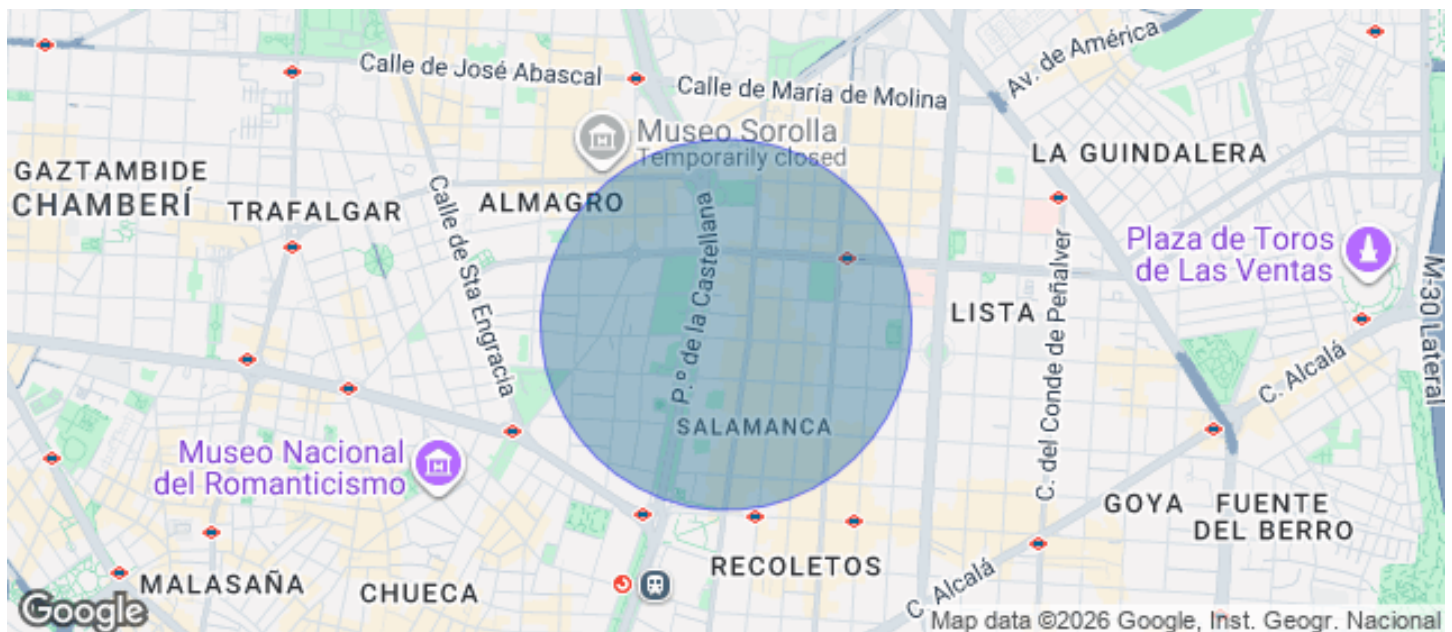 Calle de José Abascal
Calle de María de Molina
Av. de América
Museo Sorolla
Temporarily closed
LA GUINDALERA
GAZTAMBIDE
CHAMBERÍ
TRAFALGAR
ALMAGRO
Calle de Sta Engracia
P.º de la Castellana
C. del Conde de Peñalver
Plaza de Toros
de Las Ventas
M-30 Lateral
LISTA
C. Alcalá
SALAMANCA
Museo Nacional
del Romanticismo
GOYA
FUENTE
DEL BERRO
RECOLETOS
MALASAÑA
CHUECA
C. Alcalá
Google
Map data ©2026 Google, Inst. Geogr. Nacional